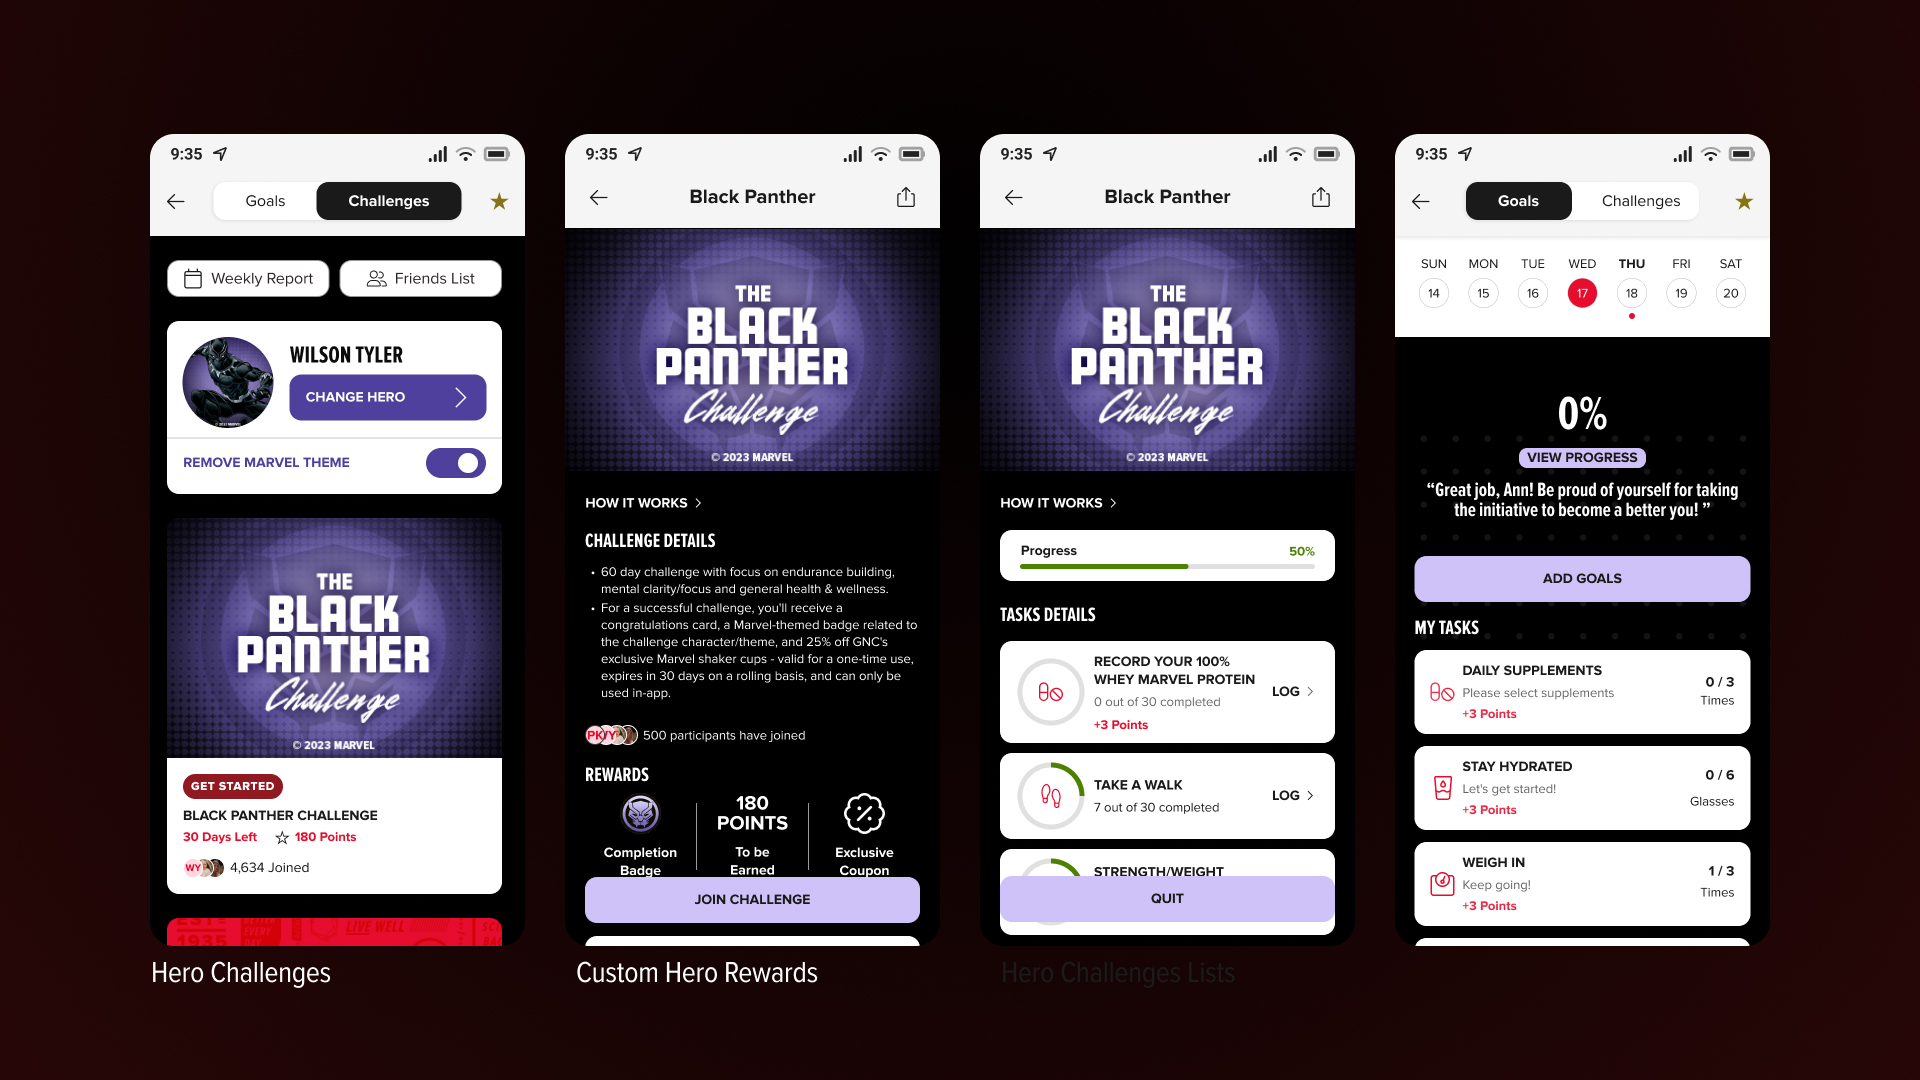 9:35
Goals
Challenges
Weekly Report
Friends List
WILSON TYLER
CHANGE HERO
REMOVE MARVEL THEME
THE
BLACK
PANTHER
Challenge
© 2023 MARVEL
GET STARTED
BLACK PANTHER CHALLENGE
30 Days Left
180 Points
WY
4,634 Joined
1935
EVERY
LIVE WELL
Hero Challenges
9:35
Black Panther
THE
BLACK
PANTHER
Challenge
© 2023 MARVEL
HOW IT WORKS
CHALLENGE DETAILS
• 60 day challenge with focus on endurance building,
mental clarity/focus and general health & wellness.
• For a successful challenge, you'll receive a
congratulations card, a Marvel-themed badge related to
the challenge character/theme, and 25% off GNC's
exclusive Marvel shaker cups - valid for a one-time use,
expires in 30 days on a rolling basis, and can only be
used in-app.
500 participants have joined
REWARDS
180
POINTS
Completion
Badge
To be
Earned
Exclusive
Coupon
JOIN CHALLENGE
Custom Hero Rewards
9:35
Black Panther
THE
BLACK
PANTHER
Challenge
© 2023 MARVEL
HOW IT WORKS
Progress
50%
TASKS DETAILS
RECORD YOUR 100%
WHEY MARVEL PROTEIN
0 out of 30 completed
+3 Points
LOG
TAKE A WALK
7 out of 30 completed
LOG
STRENGTH/WEIGHT
QUIT
Hero Challenges Lists
9:35
Goals
Challenges
SUN MON TUE WED THU FRI SAT
14 15 16 17 18 19 20
0%
VIEW PROGRESS
“Great job, Ann! Be proud of yourself for taking
the initiative to become a better you! ”
ADD GOALS
MY TASKS
DAILY SUPPLEMENTS
Please select supplements
+3 Points
0 / 3
Times
STAY HYDRATED
Let's get started!
+3 Points
0 / 6
Glasses
WEIGH IN
Keep going!
+3 Points
1 / 3
Times